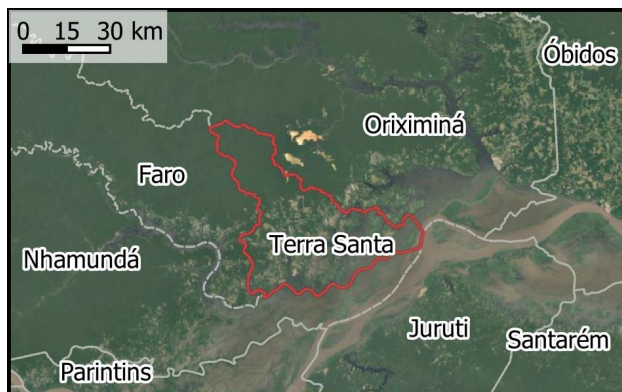 0 15 30 km
Óbidos
Oriximiná
Faro
Terra Santa
Nhamundá
Juruti
Santarém
Parintins